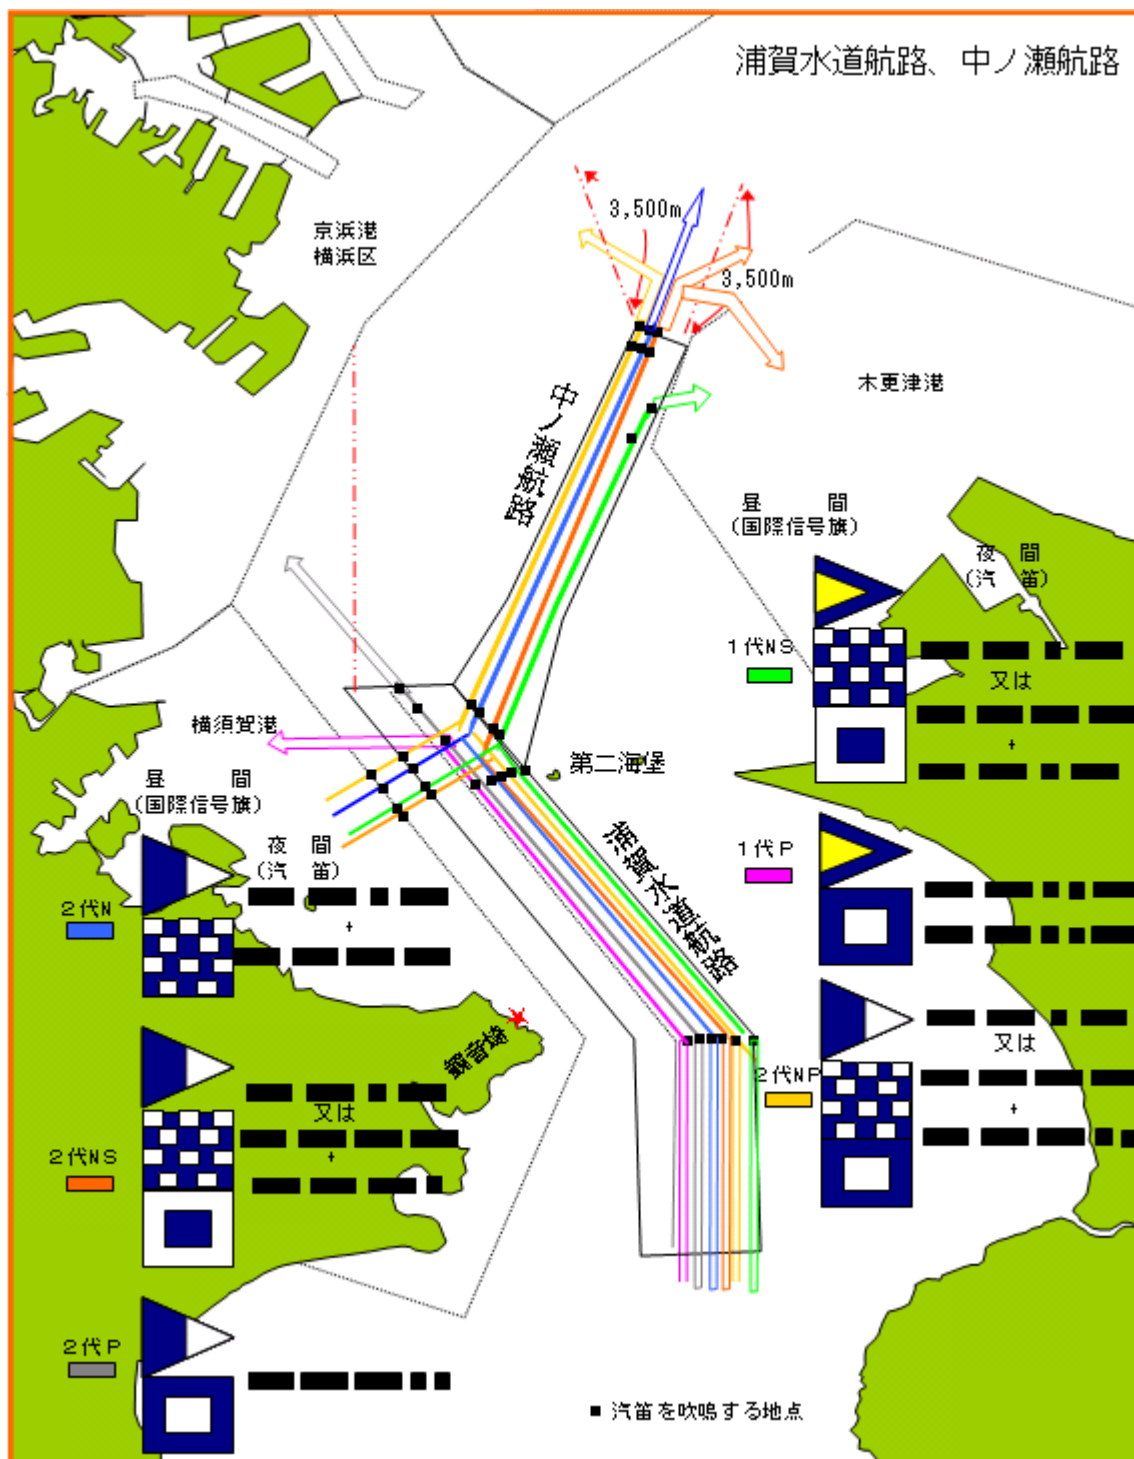 浦賀水道航路、中ノ瀬航路
3,500m
京浜港
横浜区
3,500m
木更津港
中ノ瀬航路
昼　　間
(国際信号旗)
夜　間
(汽　笛)
1代NS
又は
+
横須賀港
第二海堡
昼　　間
(国際信号旗)
夜　間
(汽　笛)
浦賀水道航路
1代P
2代N
+
観音埼
又は
2代NP
+
又は
2代NS
+
2代P
■ 汽笛を吹鳴する地点